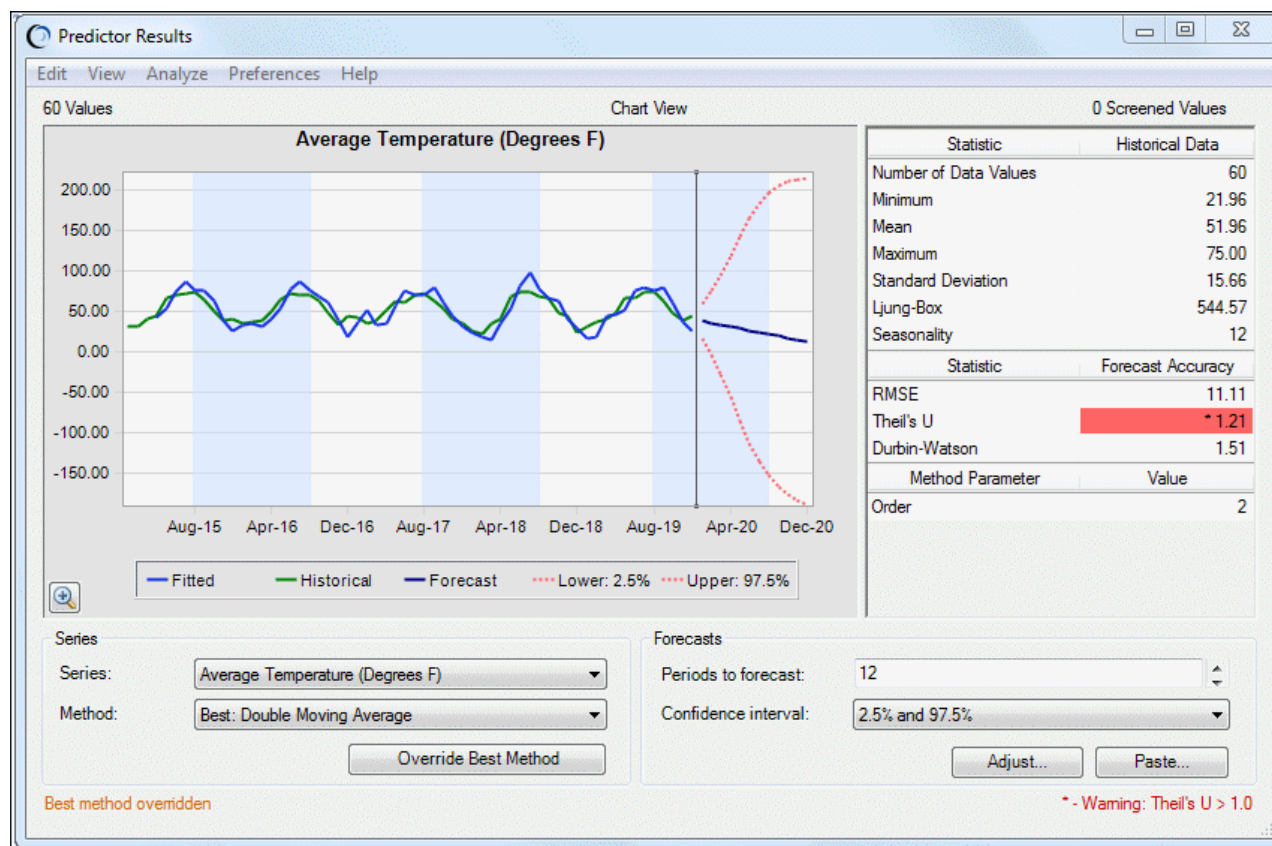 Predictor Results
Edit View Analyze Preferences Help
60 Values Chart View 0 Screened Values
Average Temperature (Degrees F)
200.00
150.00
100.00
50.00
0.00
-50.00
-100.00
-150.00
Aug-15 Apr-16 Dec-16 Aug-17 Apr-18 Dec-18 Aug-19 Apr-20 Dec-20
Fitted Historical Forecast Lower: 2.5% Upper: 97.5%
Statistic Historical Data
Number of Data Values 60
Minimum 21.96
Mean 51.96
Maximum 75.00
Standard Deviation 15.66
Ljung-Box 544.57
Seasonality 12
Statistic Forecast Accuracy
RMSE 11.11
Theil's U * 1.21
Durbin-Watson 1.51
Method Parameter Value
Order 2
Series
Series: Average Temperature (Degrees F)
Method: Best: Double Moving Average
Override Best Method
Forecasts
Periods to forecast: 12
Confidence interval: 2.5% and 97.5%
Adjust... Paste...
Best method overridden
* - Warning: Theil's U > 1.0